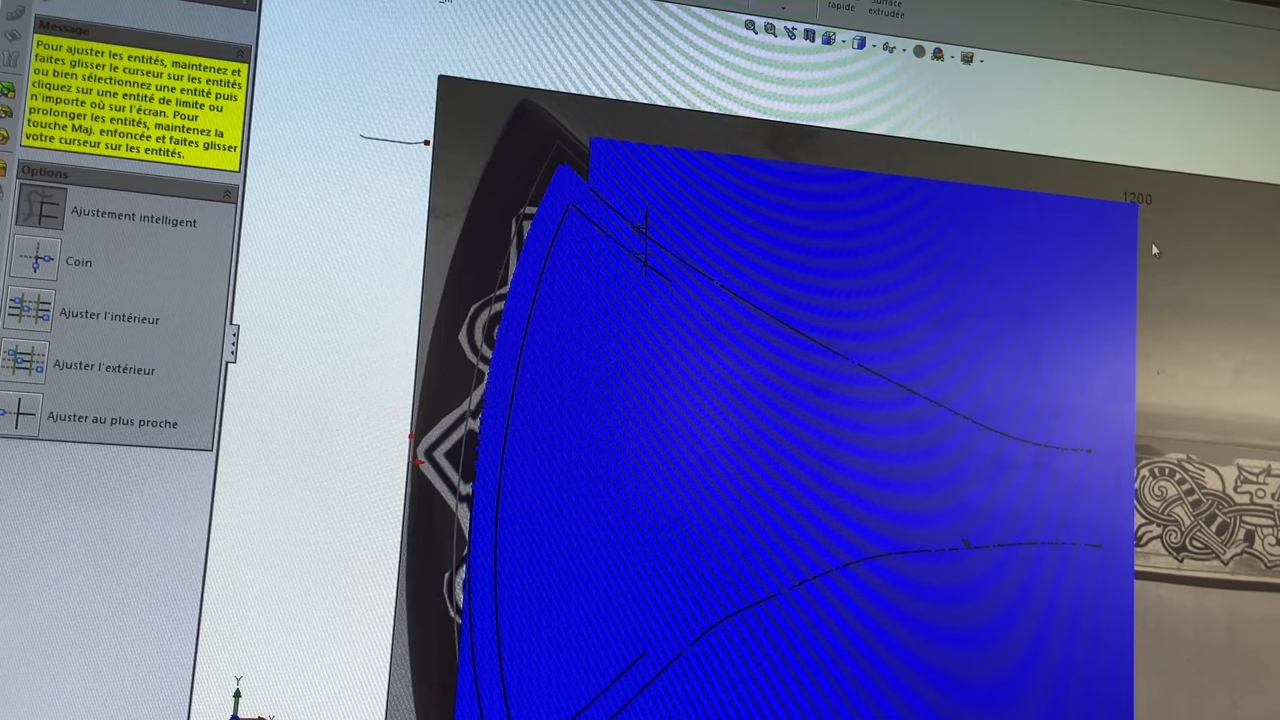 rapide
Surface
extrudée
Message
Pour ajuster les entités, maintenez et
faites glisser le curseur sur les entités
ou bien sélectionnez une entité puis
cliquez sur une entité de limite ou
n'importe où sur l'écran. Pour
prolonger les entités, maintenez la
touche Maj. enfoncée et faites glisser
votre curseur sur les entités.
Options
Ajustement intelligent
Coin
Ajuster l'intérieur
Ajuster l'extérieur
Ajuster au plus proche
1200
Y
X